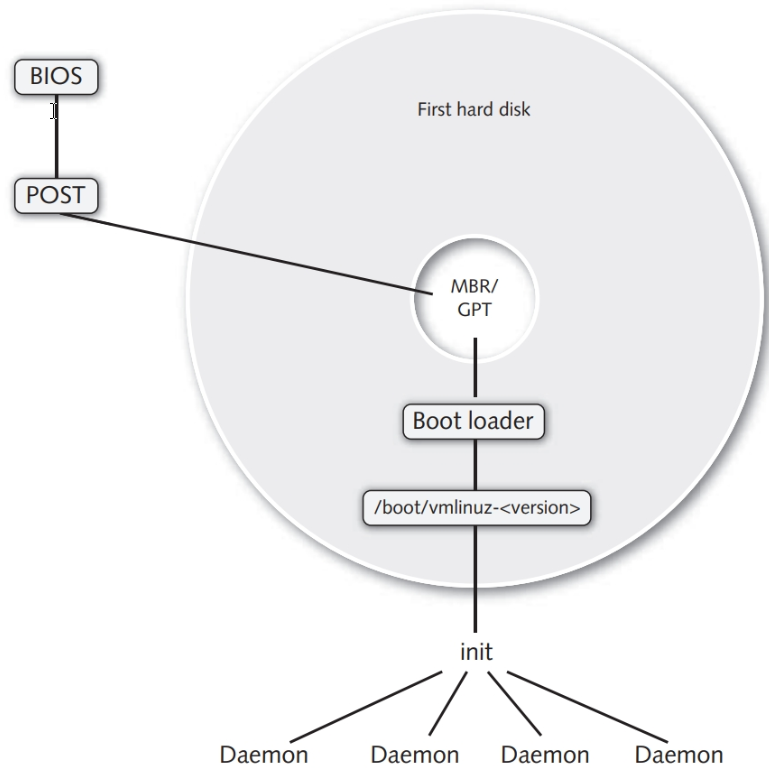 BIOS
First hard disk
POST
MBR/
GPT
Boot loader
/boot/vmlinuz-<version>
init
Daemon Daemon Daemon Daemon